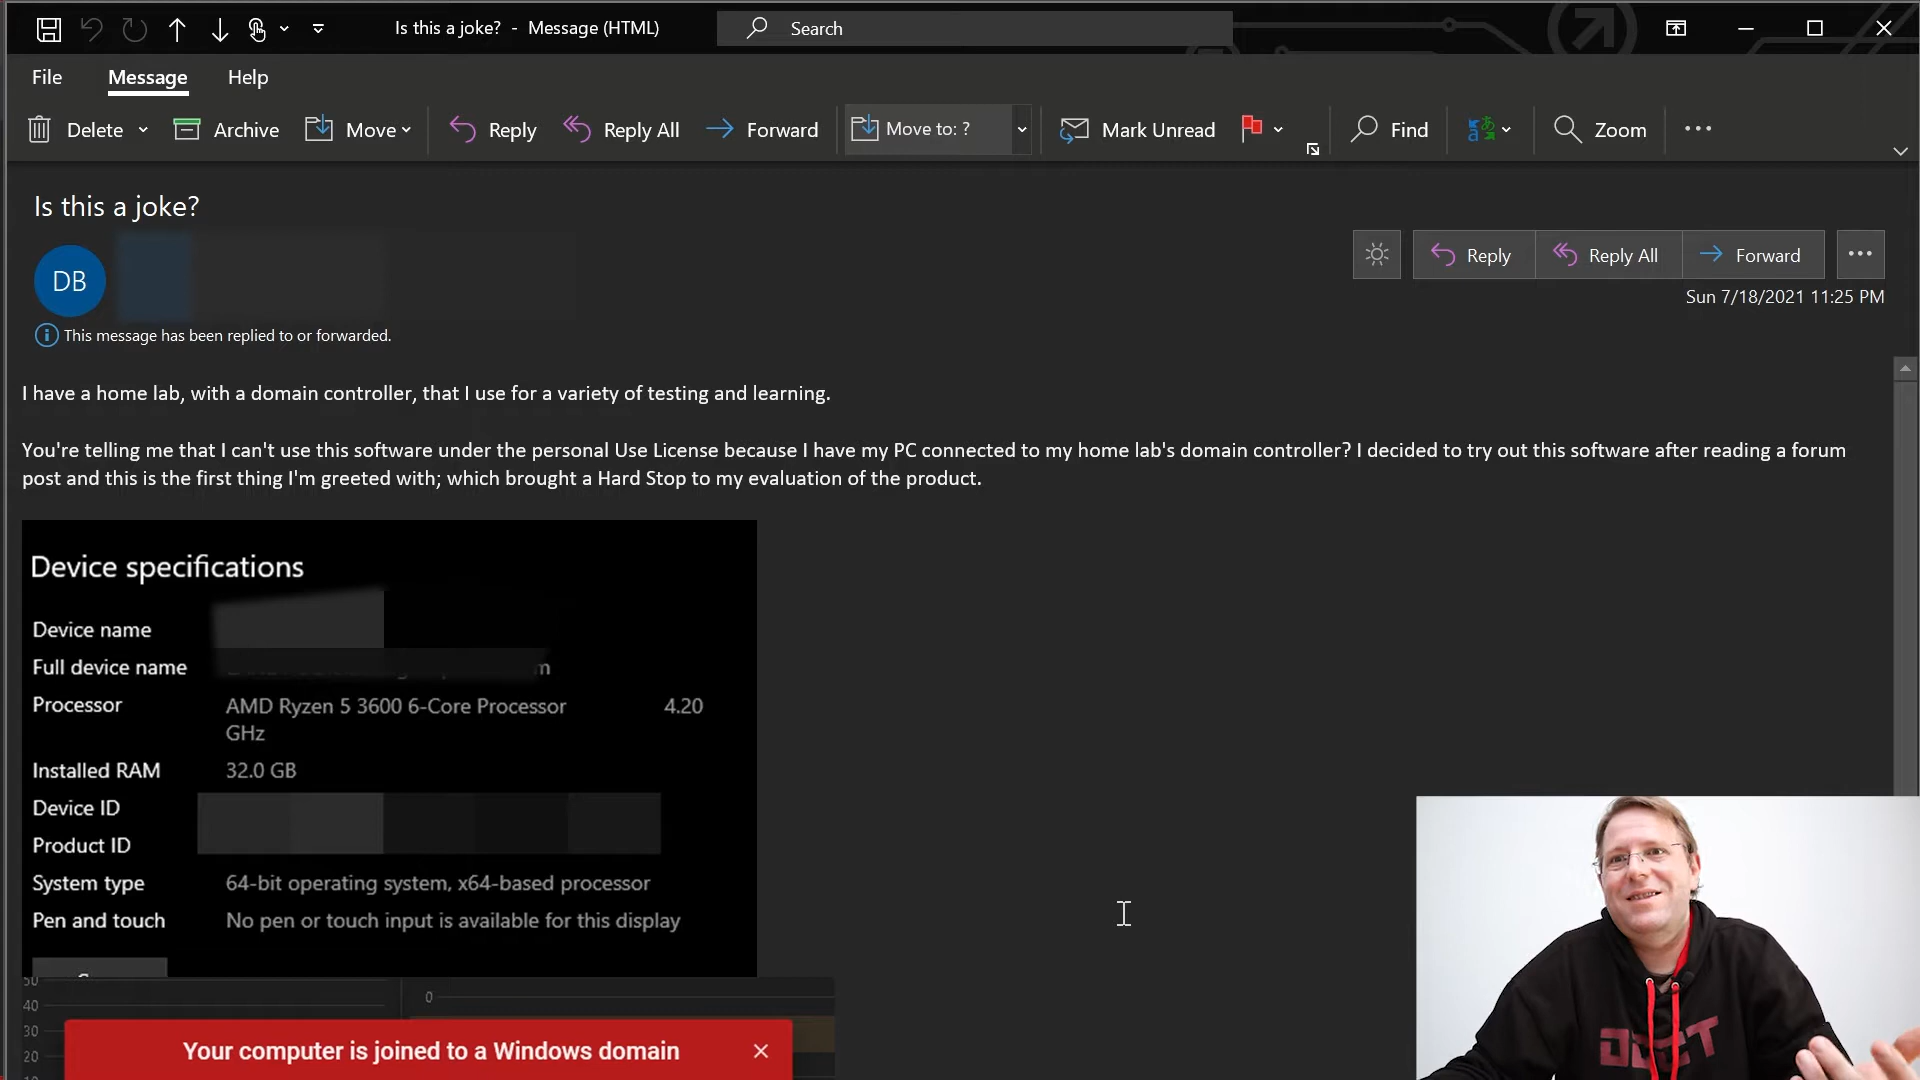 Is this a joke? - Message (HTML)
Search
File Message Help
Delete Archive Move Reply Reply All Forward Move to: ? Mark Unread Find Zoom
Is this a joke?
DB
Reply Reply All Forward
Sun 7/18/2021 11:25 PM
This message has been replied to or forwarded.
I have a home lab, with a domain controller, that I use for a variety of testing and learning.
You're telling me that I can't use this software under the personal Use License because I have my PC connected to my home lab's domain controller? I decided to try out this software after reading a forum
post and this is the first thing I'm greeted with; which brought a Hard Stop to my evaluation of the product.
Device specifications
Device name
Full device name m
Processor AMD Ryzen 5 3600 6-Core Processor 4.20
GHz
Installed RAM 32.0 GB
Device ID
Product ID
System type 64-bit operating system, x64-based processor
Pen and touch No pen or touch input is available for this display
50
0
40
30
20
Your computer is joined to a Windows domain